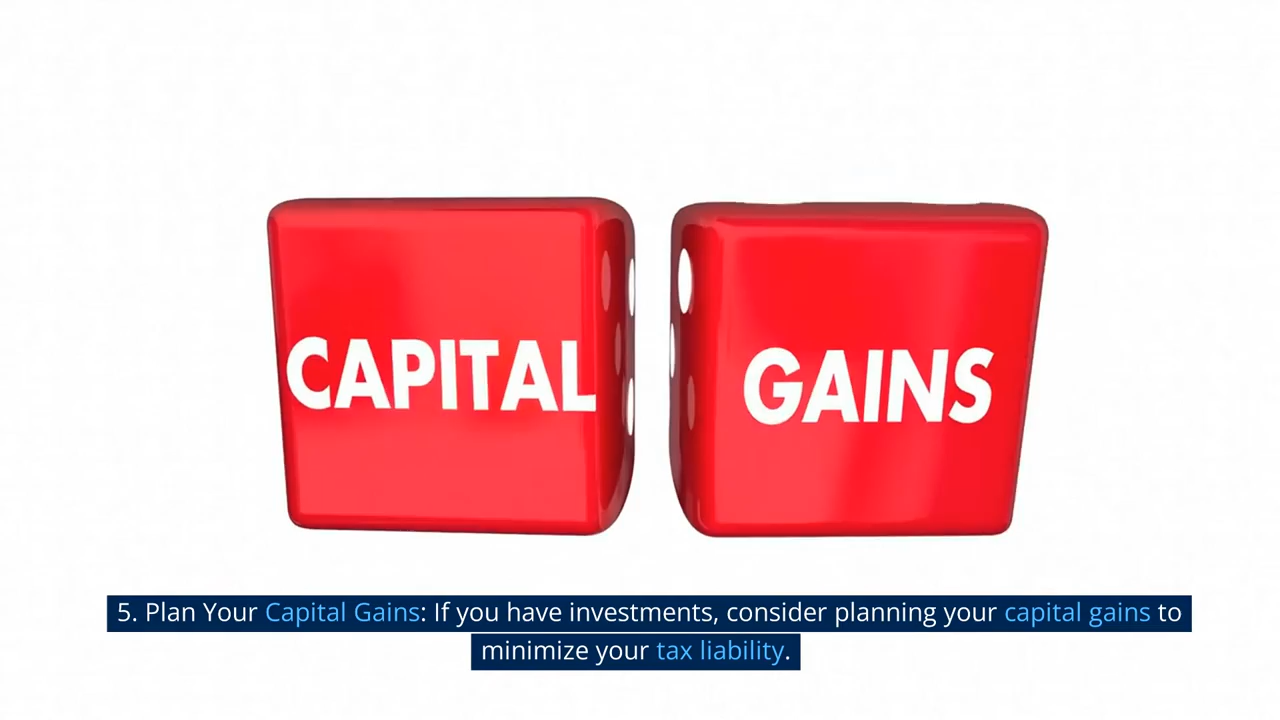 CAPITAL
GAINS
5. Plan Your Capital Gains: If you have investments, consider planning your capital gains to
minimize your tax liability.